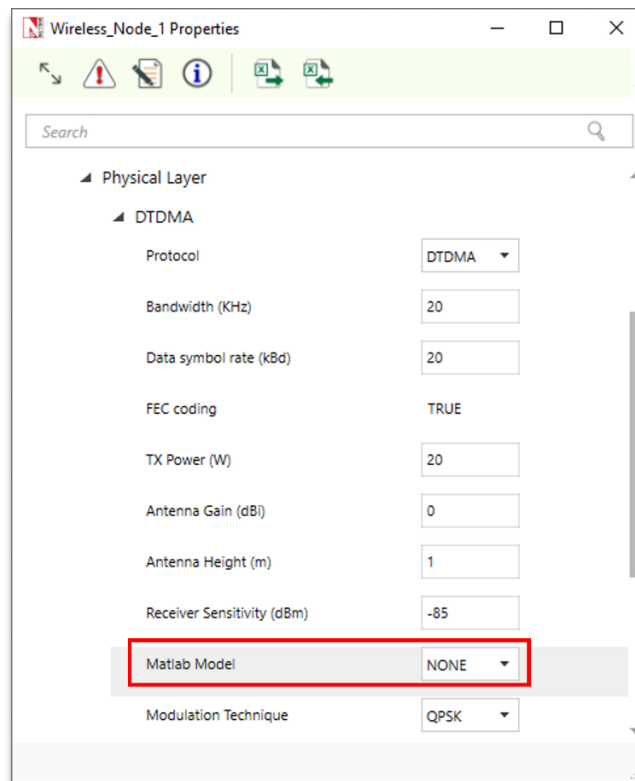 Wireless_Node_1 Properties
Search
Physical Layer
DTDMA
Protocol DTDMA
Bandwidth (KHz) 20
Data symbol rate (kBd) 20
FEC coding TRUE
TX Power (W) 20
Antenna Gain (dBi) 0
Antenna Height (m) 1
Receiver Sensitivity (dBm) -85
Matlab Model NONE
Modulation Technique QPSK